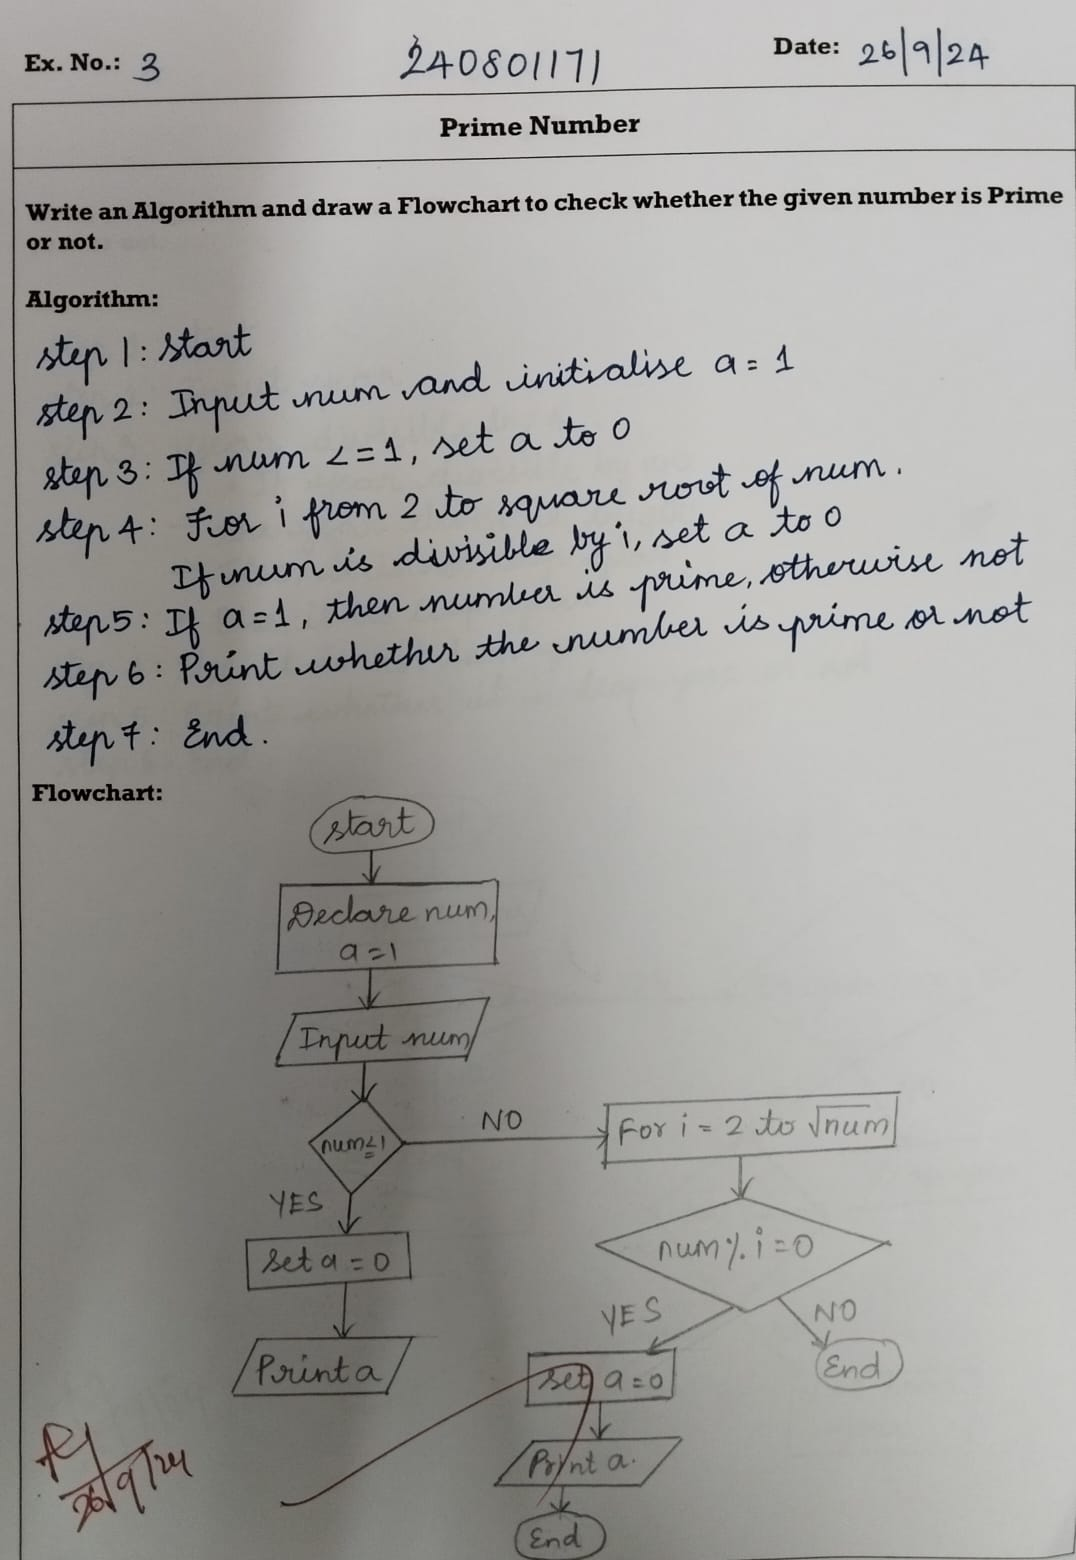 Ex. No.: 3
240801171
Date: 26/9/24
Prime Number
Write an Algorithm and draw a Flowchart to check whether the given number is Prime
or not.
Algorithm:
step 1: Start
step 2: Input num and initialise a = 1
step 3: If num <=1, set a to 0
step 4: For i from 2 to square root of num.
If num is divisible by i, set a to 0
step 5: If a=1, then number is prime, otherwise not
step 6: Print whether the number is prime or not
step 7: End.
Flowchart:
start
Declare num,
a=1
Input num
num≤1
NO
For i = 2 to √num
YES
Set a = 0
num % i = 0
YES
NO
Print a
Set a=0
End
Print a.
End
26/9/24